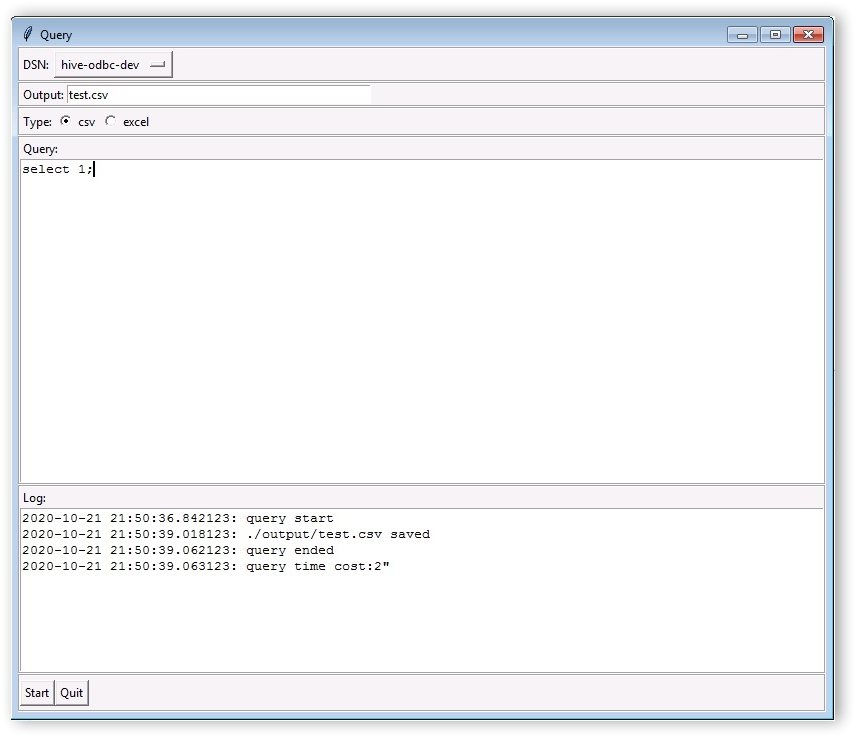 Query
DSN: hive-odbc-dev
Output: test.csv
Type: csv excel
Query:
select 1;
Log:
2020-10-21 21:50:36.842123: query start
2020-10-21 21:50:39.018123: ./output/test.csv saved
2020-10-21 21:50:39.062123: query ended
2020-10-21 21:50:39.063123: query time cost:2"
Start Quit